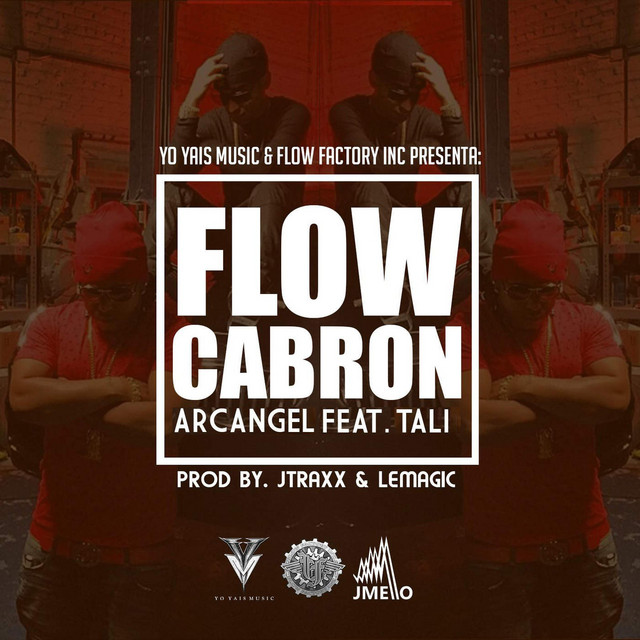 YO YAIS MUSIC & FLOW FACTORY INC PRESENTA:
FLOW
CABRON
ARCANGEL FEAT. TALI
PROD BY. JTRAXX & LEMAGIC
YO YAIS MUSIC
JMELLO